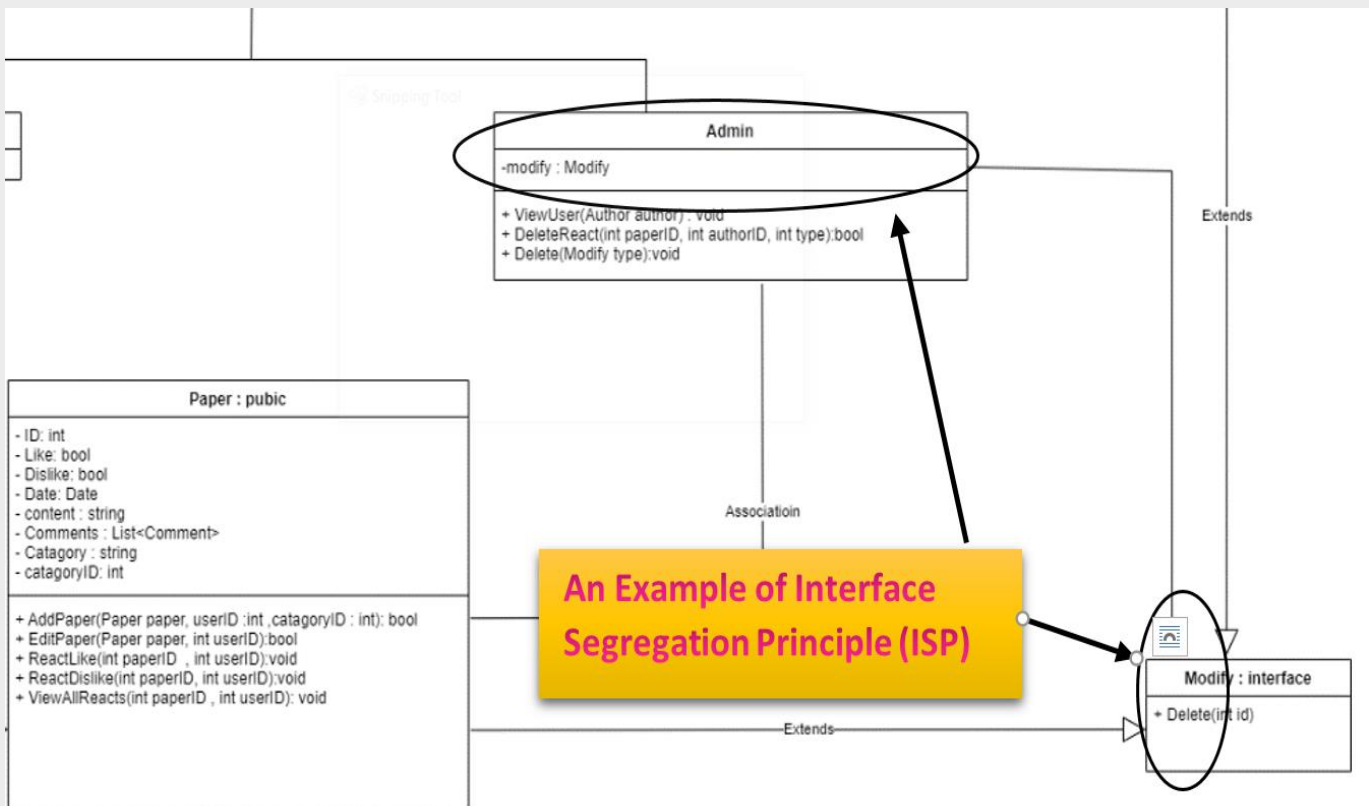 Snipping Tool
Admin
-modify : Modify
+ ViewUser(Author author) : void
+ DeleteReact(int paperID, int authorID, int type):bool
+ Delete(Modify type):void
Extends
Paper : pubic
- ID: int
- Like: bool
- Dislike: bool
- Date: Date
- content : string
- Comments : List<Comment>
- Catagory : string
- catagoryID: int
+ AddPaper(Paper paper, userID :int ,catagoryID : int): bool
+ EditPaper(Paper paper, int userID):bool
+ ReactLike(int paperID , int userID):void
+ ReactDislike(int paperID, int userID):void
+ ViewAllReacts(int paperID , int userID): void
Associatioin
An Example of Interface
Segregation Principle (ISP)
Modify : interface
+ Delete(int id)
Extends